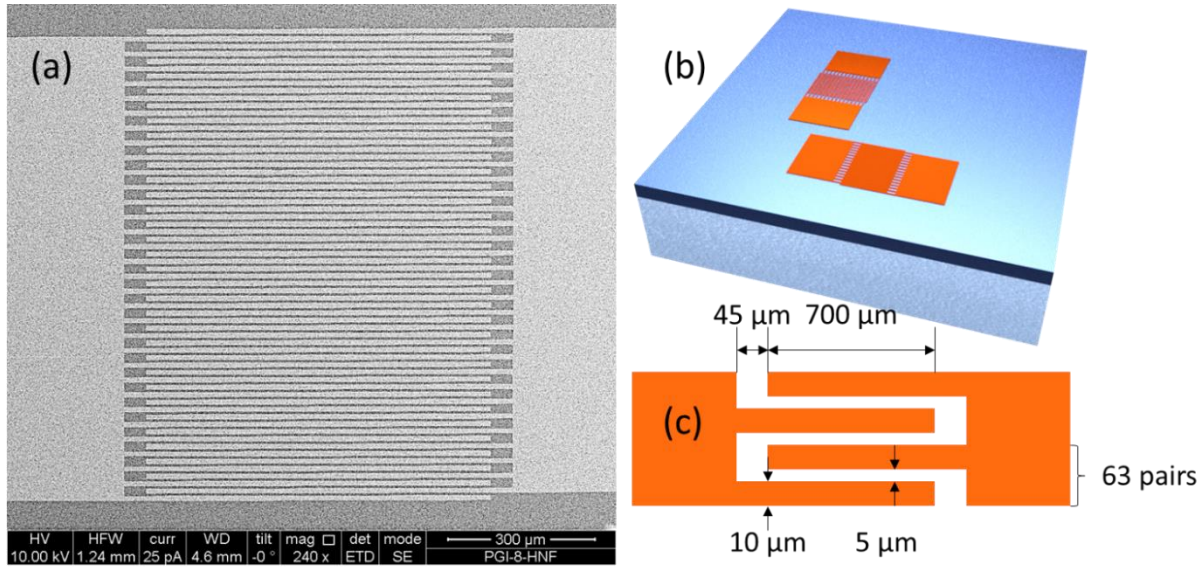 (a)
(b)
45 µm 700 µm
(c)
63 pairs
10 µm 5 µm
HV HFW curr WD tilt mag □ det mode
10.00 kV 1.24 mm 25 pA 4.6 mm -0° 240 x ETD SE
300 µm
PGI-8-HNF